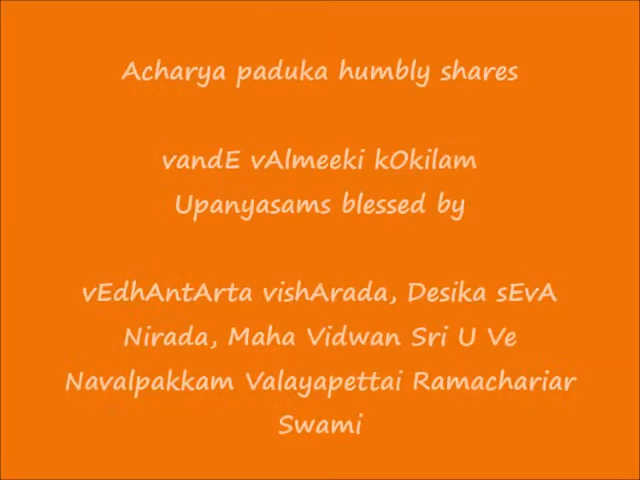 Acharya paduka humbly shares
vandE vAlmeeki kOkilam
Upanyasams blessed by
vEdhAntArta vishArada, Desika sEvA
Nirada, Maha Vidwan Sri U Ve
Navalpakkam Valayapettai Ramachariar
Swami